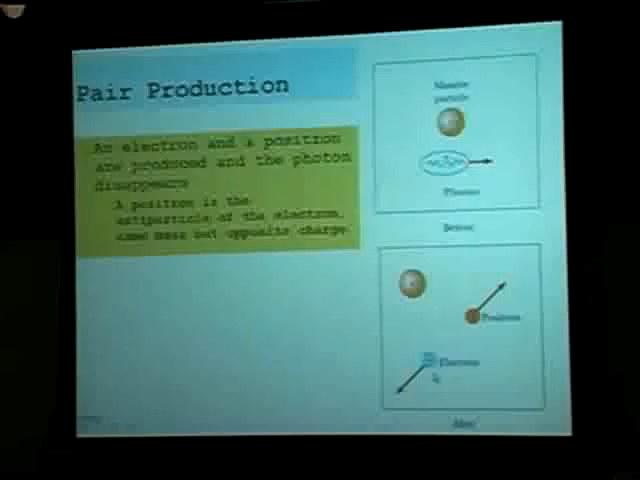 Pair Production
An electron and a positron
are produced and the photon
disappears
A positron is the
antiparticle of the electron,
same mass but opposite charge
Massive
particle
Photon
Before
Positron
Electron
After